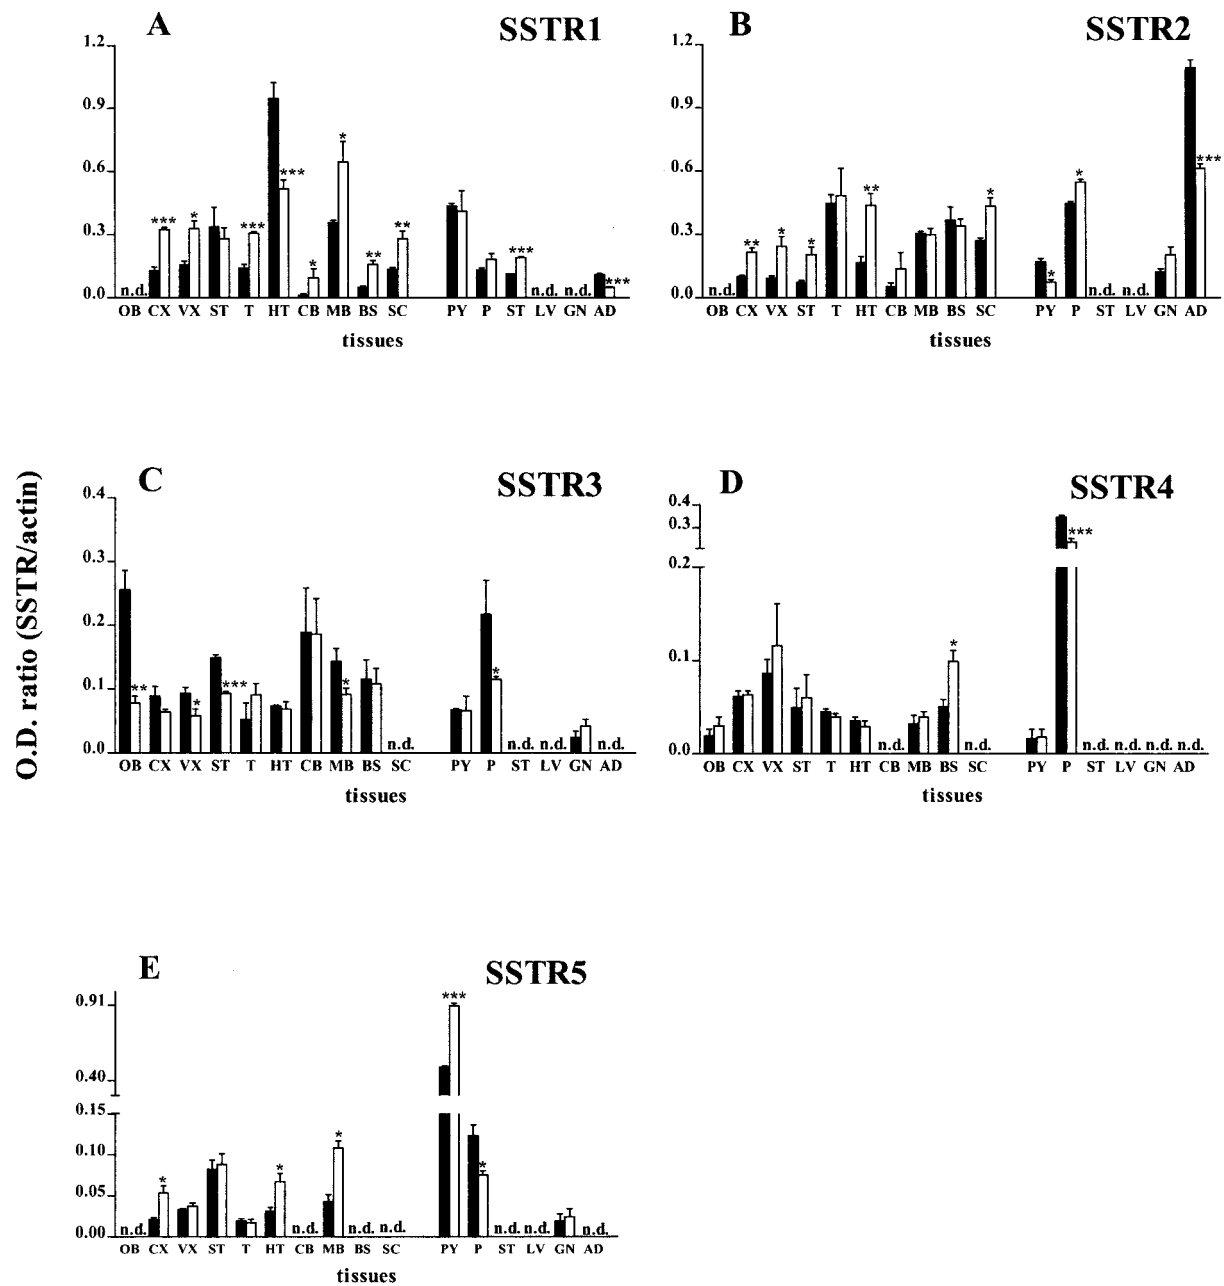 O.D. ratio (SSTR/actin)
A
SSTR1
1.2
0.9
0.6
0.3
0.0
*** * *** *** * * ** ** *** ***
n.d. n.d. n.d.
OB CX VX ST T HT CB MB BS SC PY P ST LV GN AD
tissues
B
SSTR2
1.2
0.9
0.6
0.3
0.0
** * * ** * * * ***
n.d. n.d. n.d.
OB CX VX ST T HT CB MB BS SC PY P ST LV GN AD
tissues
C
SSTR3
0.4
0.3
0.2
0.1
0.0
** * *** * *
n.d. n.d. n.d. n.d.
OB CX VX ST T HT CB MB BS SC PY P ST LV GN AD
tissues
D
SSTR4
0.4
0.3
0.2
0.1
0.0
* ***
n.d. n.d. n.d. n.d. n.d. n.d.
OB CX VX ST T HT CB MB BS SC PY P ST LV GN AD
tissues
E
SSTR5
0.91
0.40
0.15
0.10
0.05
0.00
* * * *** *
n.d. n.d. n.d. n.d. n.d. n.d. n.d.
OB CX VX ST T HT CB MB BS SC PY P ST LV GN AD
tissues